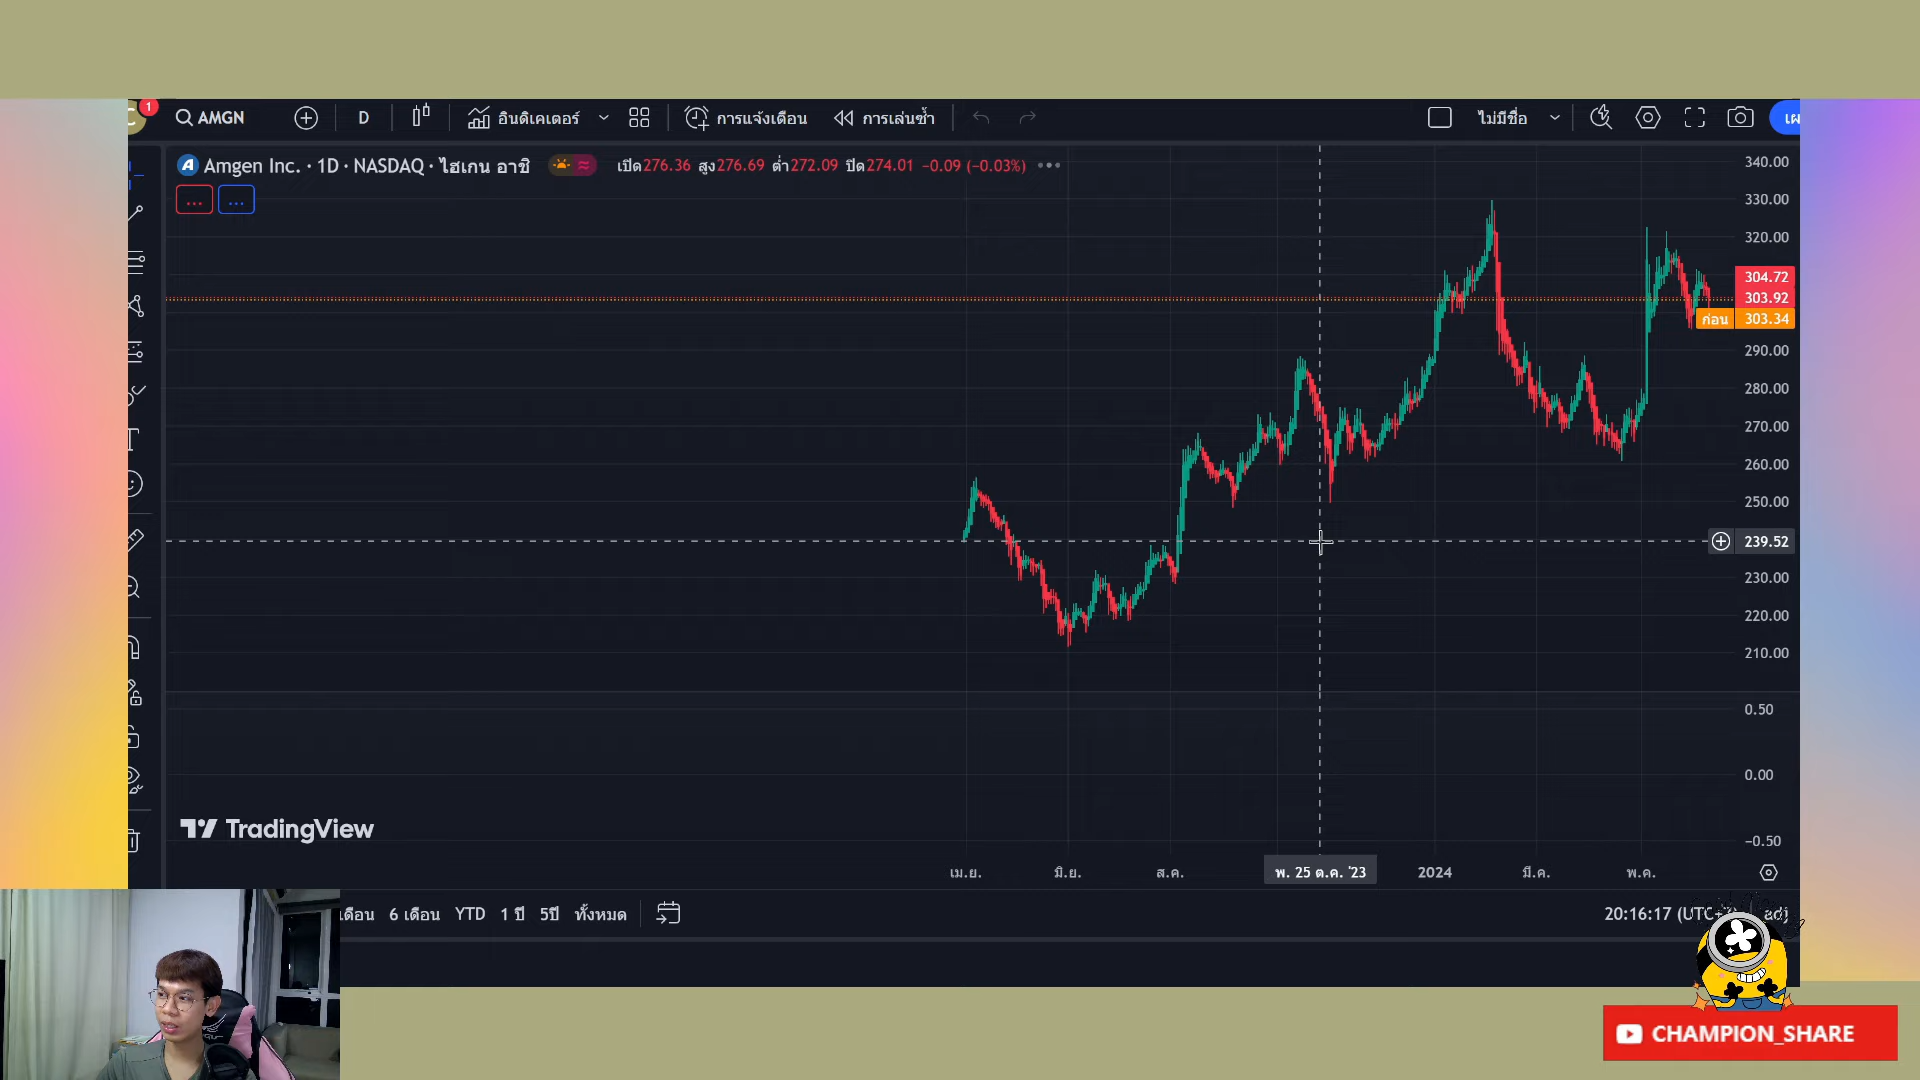 1
AMGN
D
อินดิเคเตอร์
การแจ้งเตือน
การเล่นซ้ำ
ไม่มีชื่อ
เผ
Amgen Inc. · 1D · NASDAQ · ไฮเกน อาชิ
เปิด276.36 สูง276.69 ต่ำ272.09 ปิด274.01 −0.09 (−0.03%)
340.00
330.00
320.00
304.72
303.92
ก่อน 303.34
290.00
280.00
270.00
260.00
250.00
239.52
230.00
220.00
210.00
0.50
0.00
−0.50
TradingView
เม.ย.
มิ.ย.
ส.ค.
พ. 25 ต.ค. '23
2024
มี.ค.
พ.ค.
เดือน 6 เดือน YTD 1 ปี 5ปี ทั้งหมด
20:16:17 (UTC+
adj
CHAMPION_SHARE